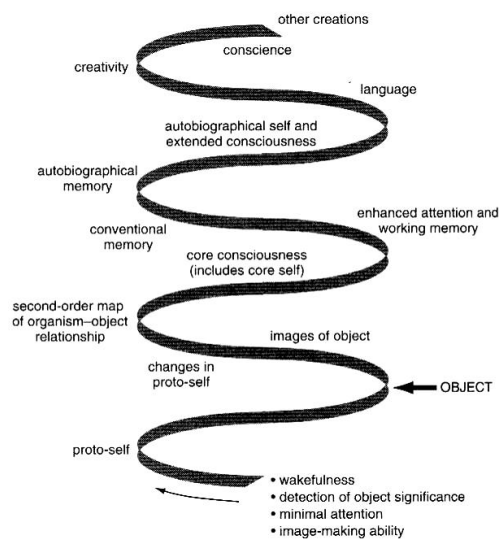 other creations
conscience
creativity
language
autobiographical self and
extended consciousness
autobiographical
memory
enhanced attention and
working memory
conventional
memory
core consciousness
(includes core self)
second-order map
of organism–object
relationship
images of object
changes in
proto-self
OBJECT
proto-self
• wakefulness
• detection of object significance
• minimal attention
• image-making ability